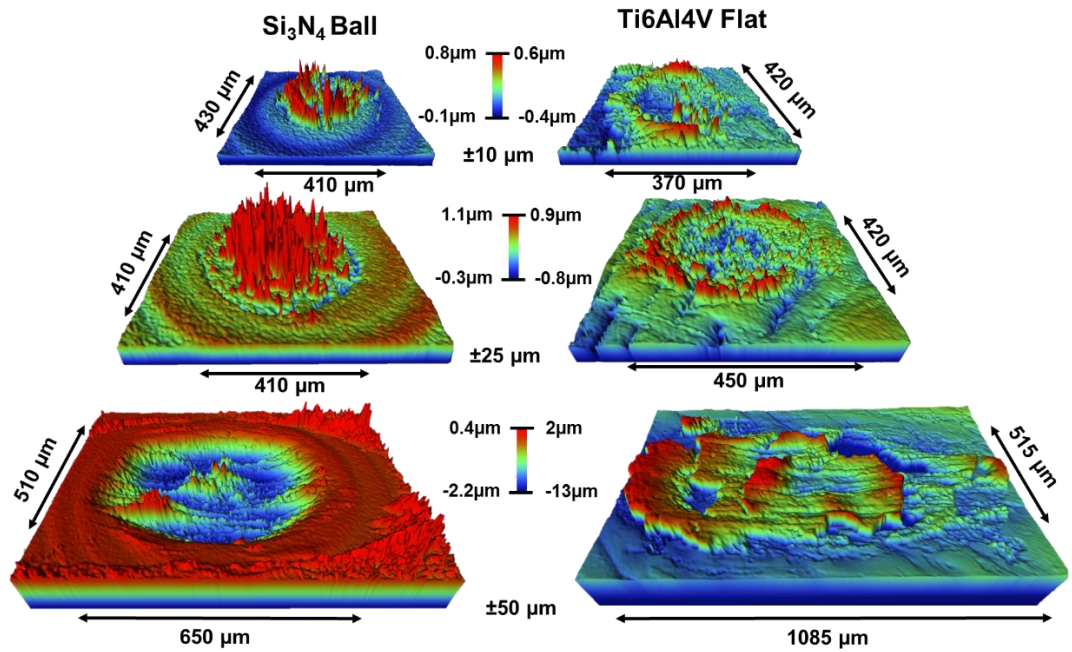 Si₃N₄ Ball
Ti6Al4V Flat
0.8µm 0.6µm
-0.1µm -0.4µm
430 µm
420 µm
±10 µm
410 µm
370 µm
1.1µm 0.9µm
-0.3µm -0.8µm
410 µm
420 µm
±25 µm
410 µm
450 µm
0.4µm 2µm
-2.2µm -13µm
510 µm
515 µm
±50 µm
650 µm
1085 µm